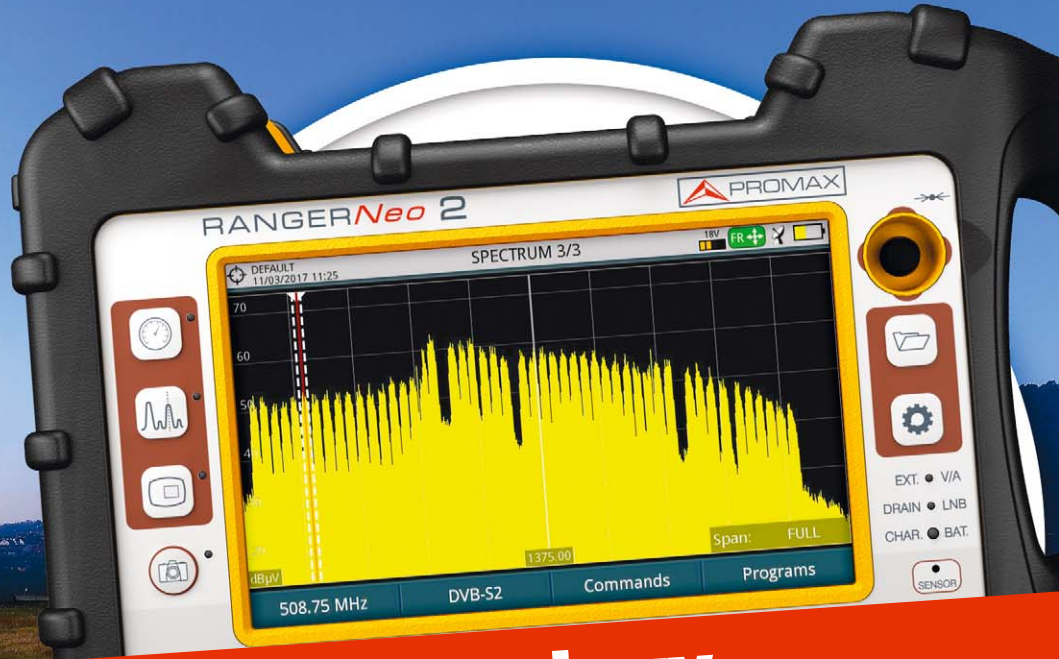 RANGERNeo 2
PROMAX
DEFAULT
11/03/2017 11:25
SPECTRUM 3/3
18V
FR
70
60
dBµV
1375.00
Span: FULL
508.75 MHz
DVB-S2
Commands
Programs
EXT. V/A
DRAIN LNB
CHAR. BAT.
SENSOR